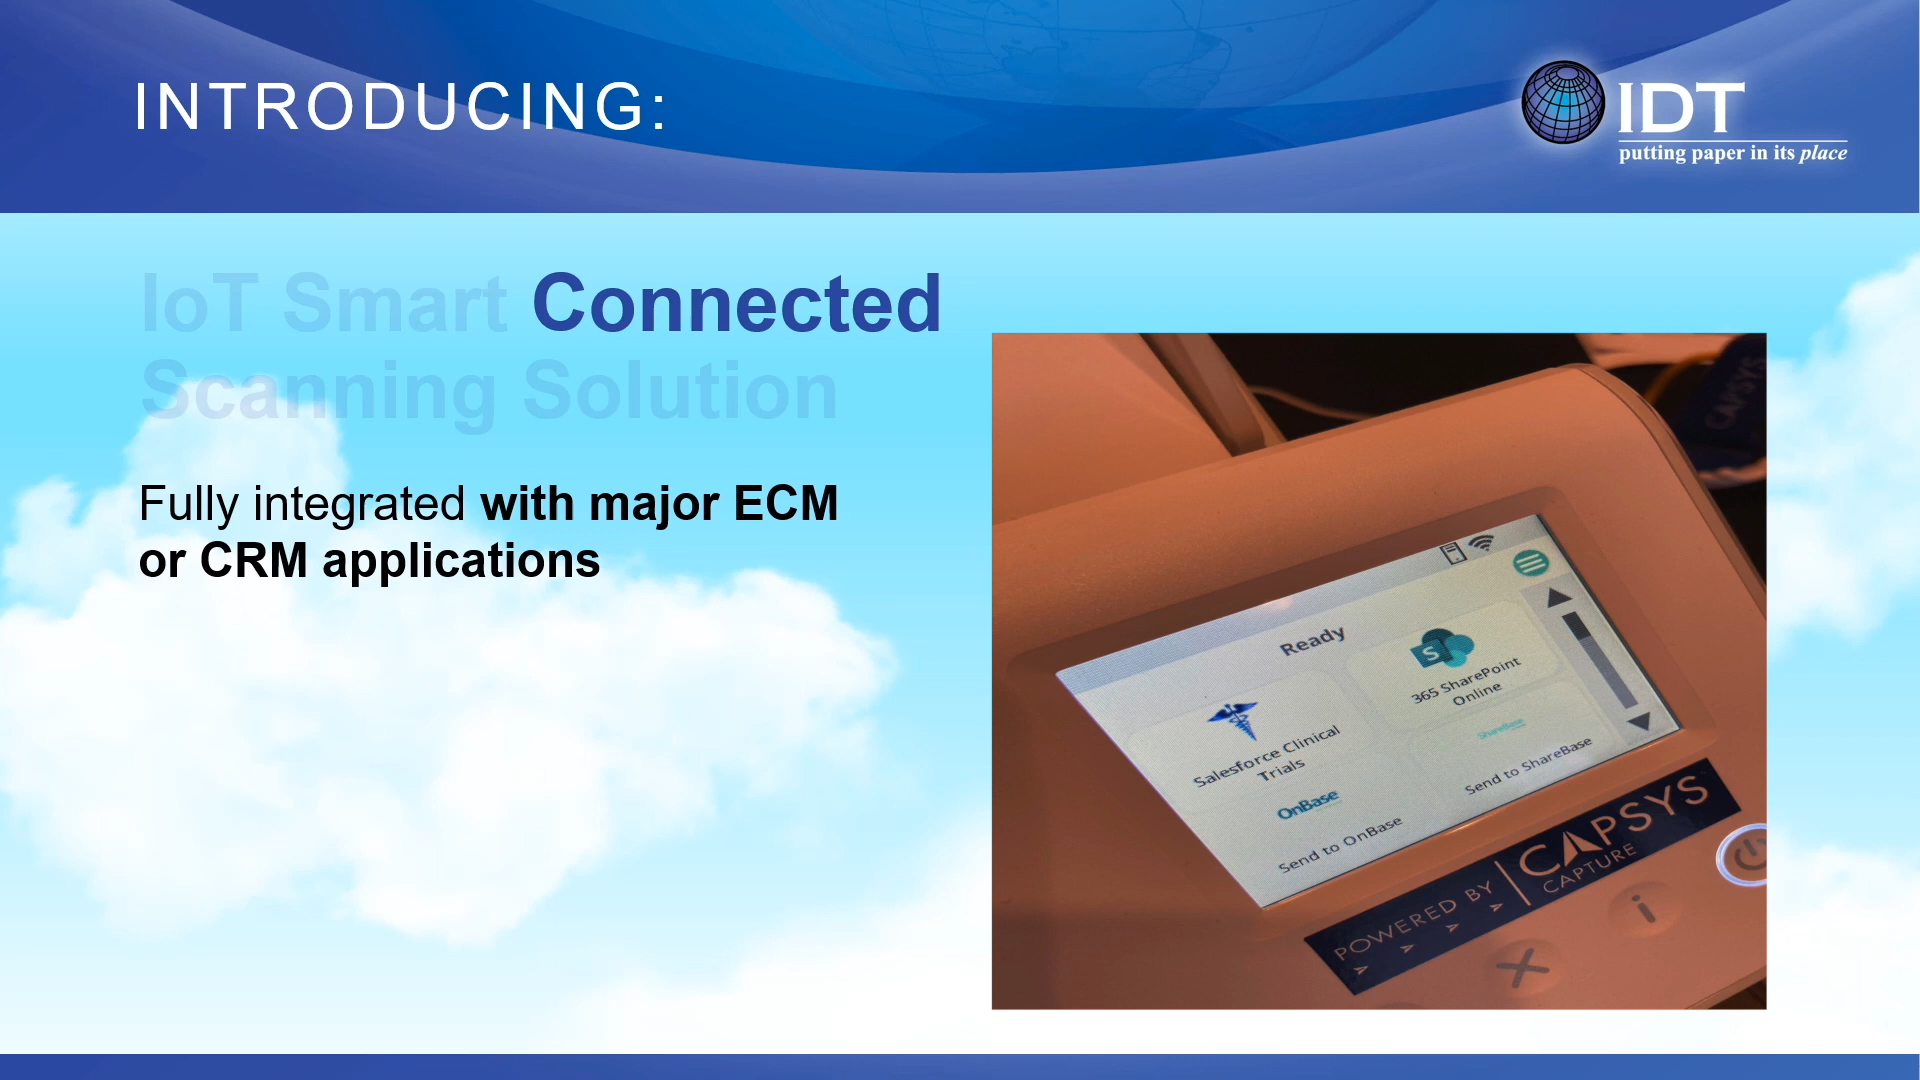 INTRODUCING:
IDT
putting paper in its place
IoT Smart Connected
Scanning Solution
Fully integrated with major ECM
or CRM applications
CAPSYS
Ready
365 SharePoint
Online
Salesforce Clinical
Trials
ShareBase
Send to ShareBase
OnBase
Send to OnBase
POWERED BY
CAPSYS
CAPTURE